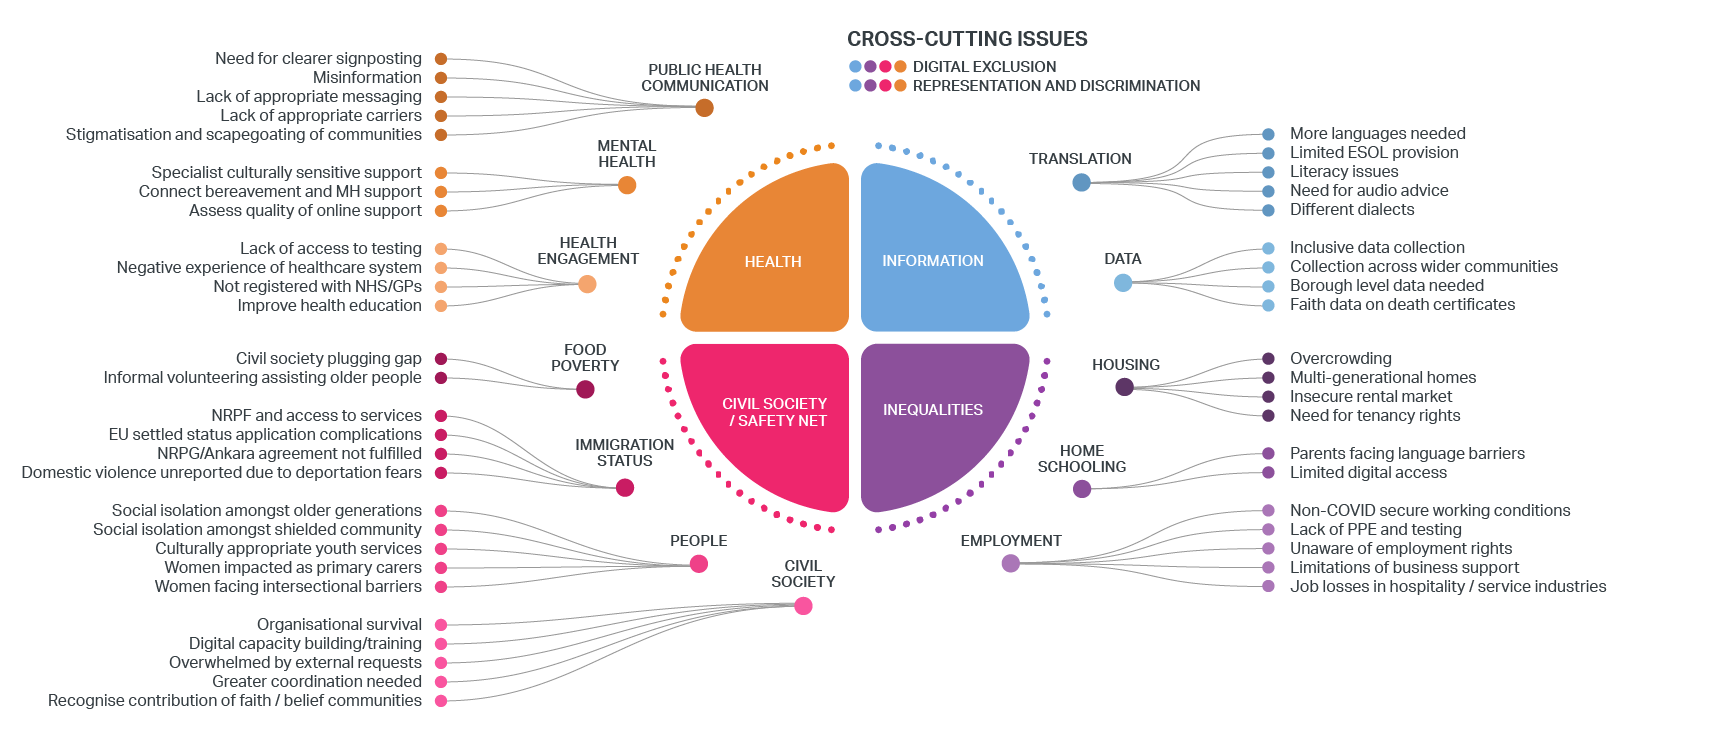 CROSS-CUTTING ISSUES
DIGITAL EXCLUSION
REPRESENTATION AND DISCRIMINATION
PUBLIC HEALTH
COMMUNICATION
Need for clearer signposting
Misinformation
Lack of appropriate messaging
Lack of appropriate carriers
Stigmatisation and scapegoating of communities
MENTAL
HEALTH
Specialist culturally sensitive support
Connect bereavement and MH support
Assess quality of online support
HEALTH
ENGAGEMENT
Lack of access to testing
Negative experience of healthcare system
Not registered with NHS/GPs
Improve health education
FOOD
POVERTY
Civil society plugging gap
Informal volunteering assisting older people
IMMIGRATION
STATUS
NRPF and access to services
EU settled status application complications
NRPG/Ankara agreement not fulfilled
Domestic violence unreported due to deportation fears
PEOPLE
Social isolation amongst older generations
Social isolation amongst shielded community
Culturally appropriate youth services
Women impacted as primary carers
Women facing intersectional barriers
CIVIL
SOCIETY
Organisational survival
Digital capacity building/training
Overwhelmed by external requests
Greater coordination needed
Recognise contribution of faith / belief communities
HEALTH
INFORMATION
CIVIL SOCIETY
/ SAFETY NET
INEQUALITIES
TRANSLATION
More languages needed
Limited ESOL provision
Literacy issues
Need for audio advice
Different dialects
DATA
Inclusive data collection
Collection across wider communities
Borough level data needed
Faith data on death certificates
HOUSING
Overcrowding
Multi-generational homes
Insecure rental market
Need for tenancy rights
HOME
SCHOOLING
Parents facing language barriers
Limited digital access
EMPLOYMENT
Non-COVID secure working conditions
Lack of PPE and testing
Unaware of employment rights
Limitations of business support
Job losses in hospitality / service industries